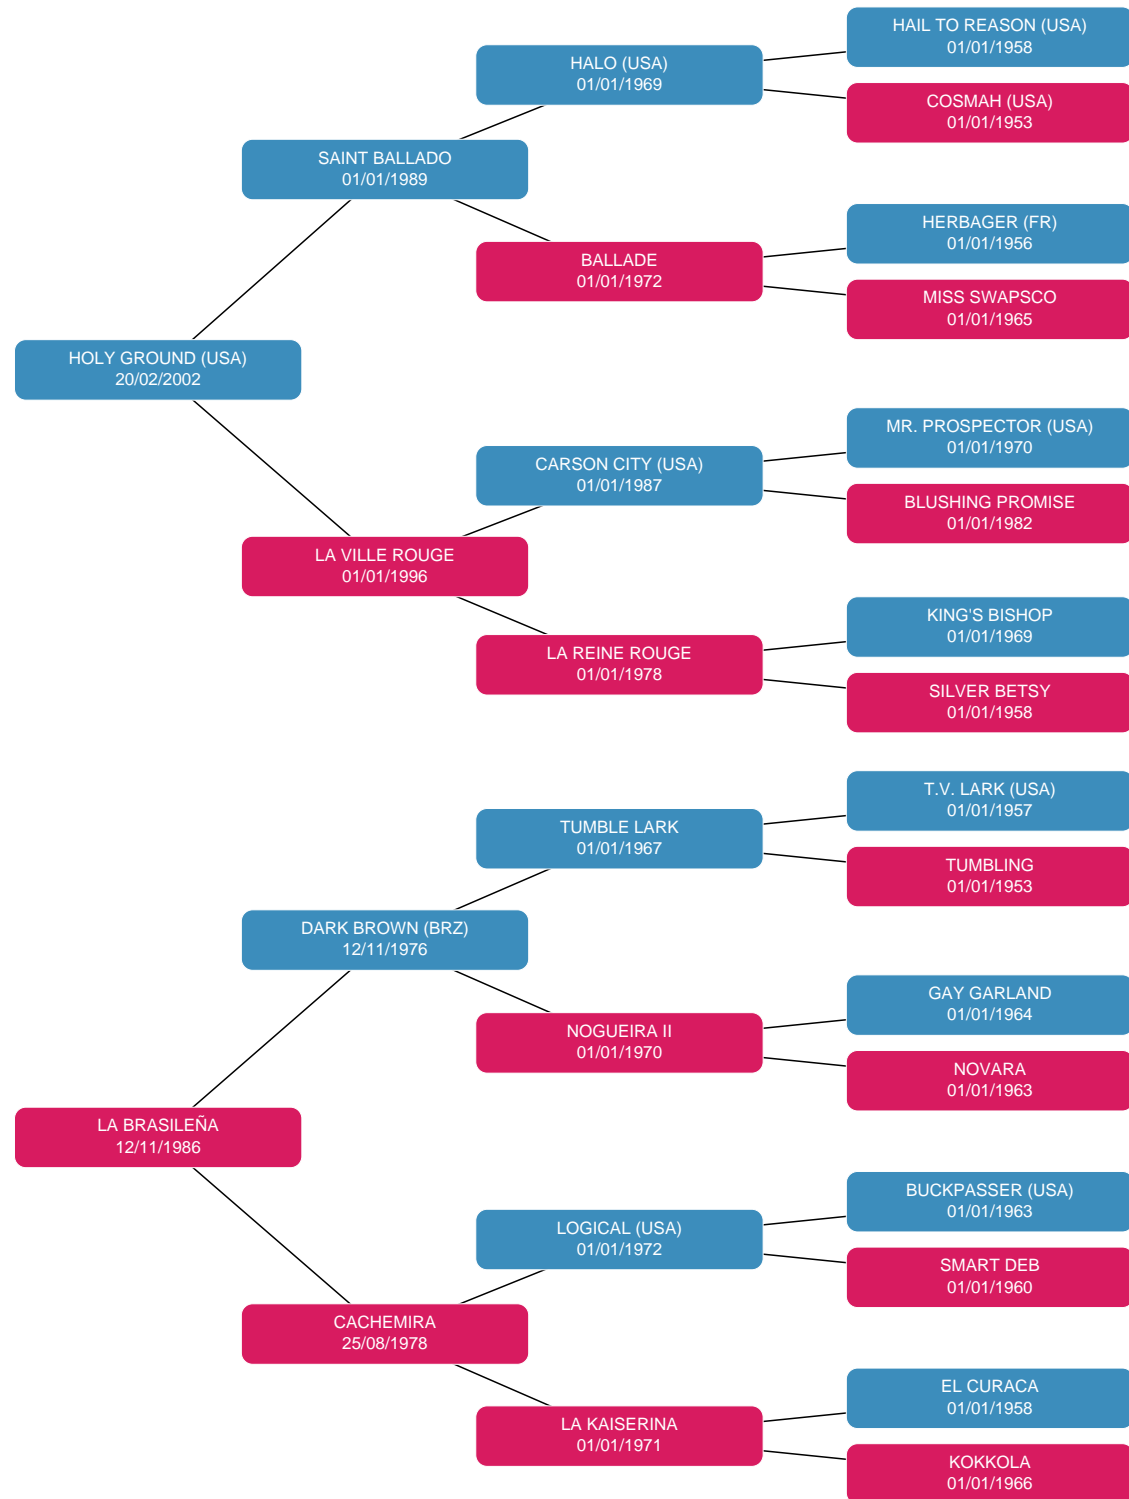 HAIL TO REASON (USA)
01/01/1958
HALO (USA)
01/01/1969
COSMAH (USA)
01/01/1953
SAINT BALLADO
01/01/1989
HERBAGER (FR)
01/01/1956
BALLADE
01/01/1972
MISS SWAPSCO
01/01/1965
HOLY GROUND (USA)
20/02/2002
MR. PROSPECTOR (USA)
01/01/1970
CARSON CITY (USA)
01/01/1987
BLUSHING PROMISE
01/01/1982
LA VILLE ROUGE
01/01/1996
KING'S BISHOP
01/01/1969
LA REINE ROUGE
01/01/1978
SILVER BETSY
01/01/1958
T.V. LARK (USA)
01/01/1957
TUMBLE LARK
01/01/1967
TUMBLING
01/01/1953
DARK BROWN (BRZ)
12/11/1976
GAY GARLAND
01/01/1964
NOGUEIRA II
01/01/1970
NOVARA
01/01/1963
LA BRASILEÑA
12/11/1986
BUCKPASSER (USA)
01/01/1963
LOGICAL (USA)
01/01/1972
SMART DEB
01/01/1960
CACHEMIRA
25/08/1978
EL CURACA
01/01/1958
LA KAISERINA
01/01/1971
KOKKOLA
01/01/1966